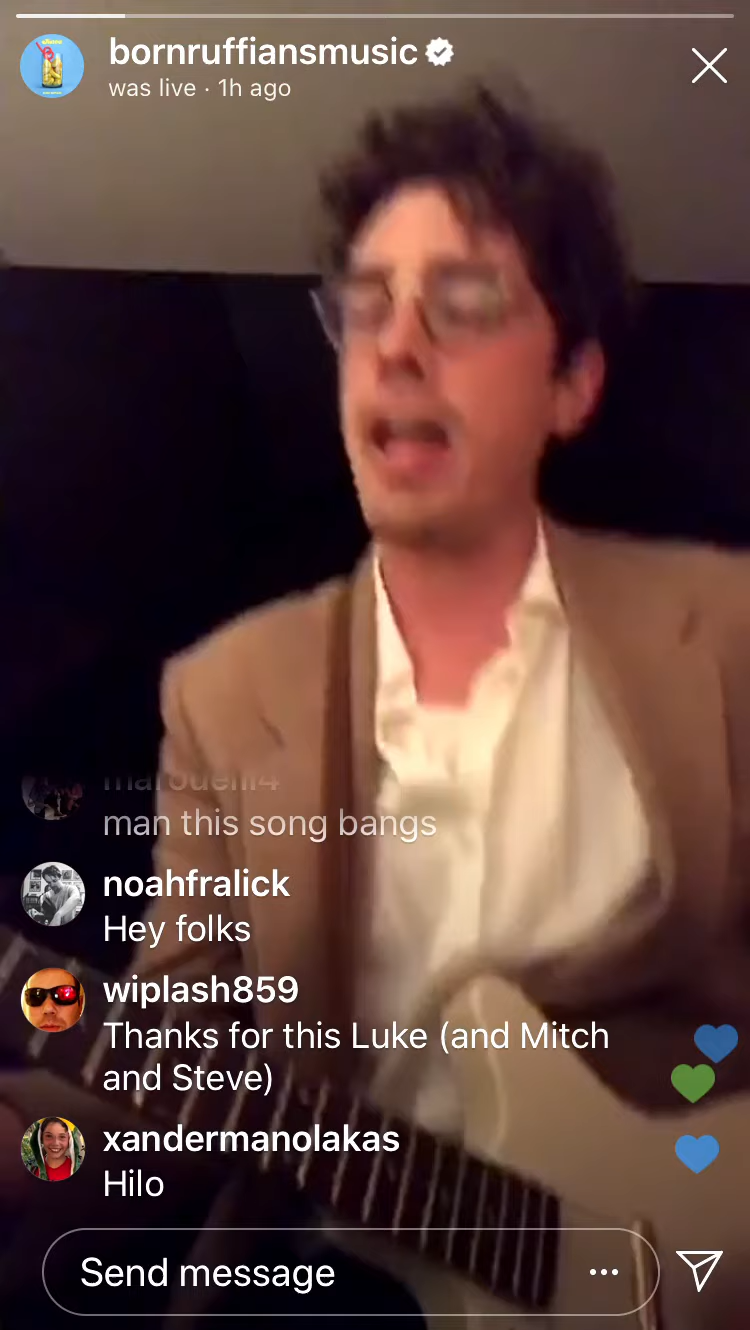 bornruffiansmusic
was live · 1h ago
man this song bangs
noahfralick
Hey folks
wiplash859
Thanks for this Luke (and Mitch
and Steve)
xandermanolakas
Hilo
Send message